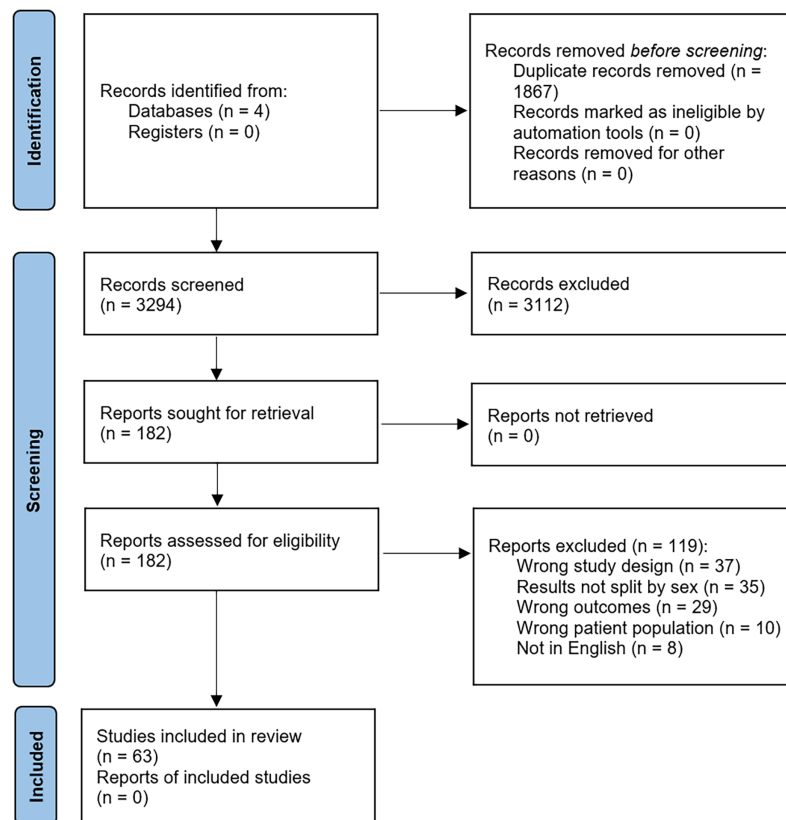 Identification
Records identified from:
Databases (n = 4)
Registers (n = 0)
Records removed before screening:
Duplicate records removed (n =
1867)
Records marked as ineligible by
automation tools (n = 0)
Records removed for other
reasons (n = 0)
Screening
Records screened
(n = 3294)
Records excluded
(n = 3112)
Reports sought for retrieval
(n = 182)
Reports not retrieved
(n = 0)
Reports assessed for eligibility
(n = 182)
Reports excluded (n = 119):
Wrong study design (n = 37)
Results not split by sex (n = 35)
Wrong outcomes (n = 29)
Wrong patient population (n = 10)
Not in English (n = 8)
Included
Studies included in review
(n = 63)
Reports of included studies
(n = 0)